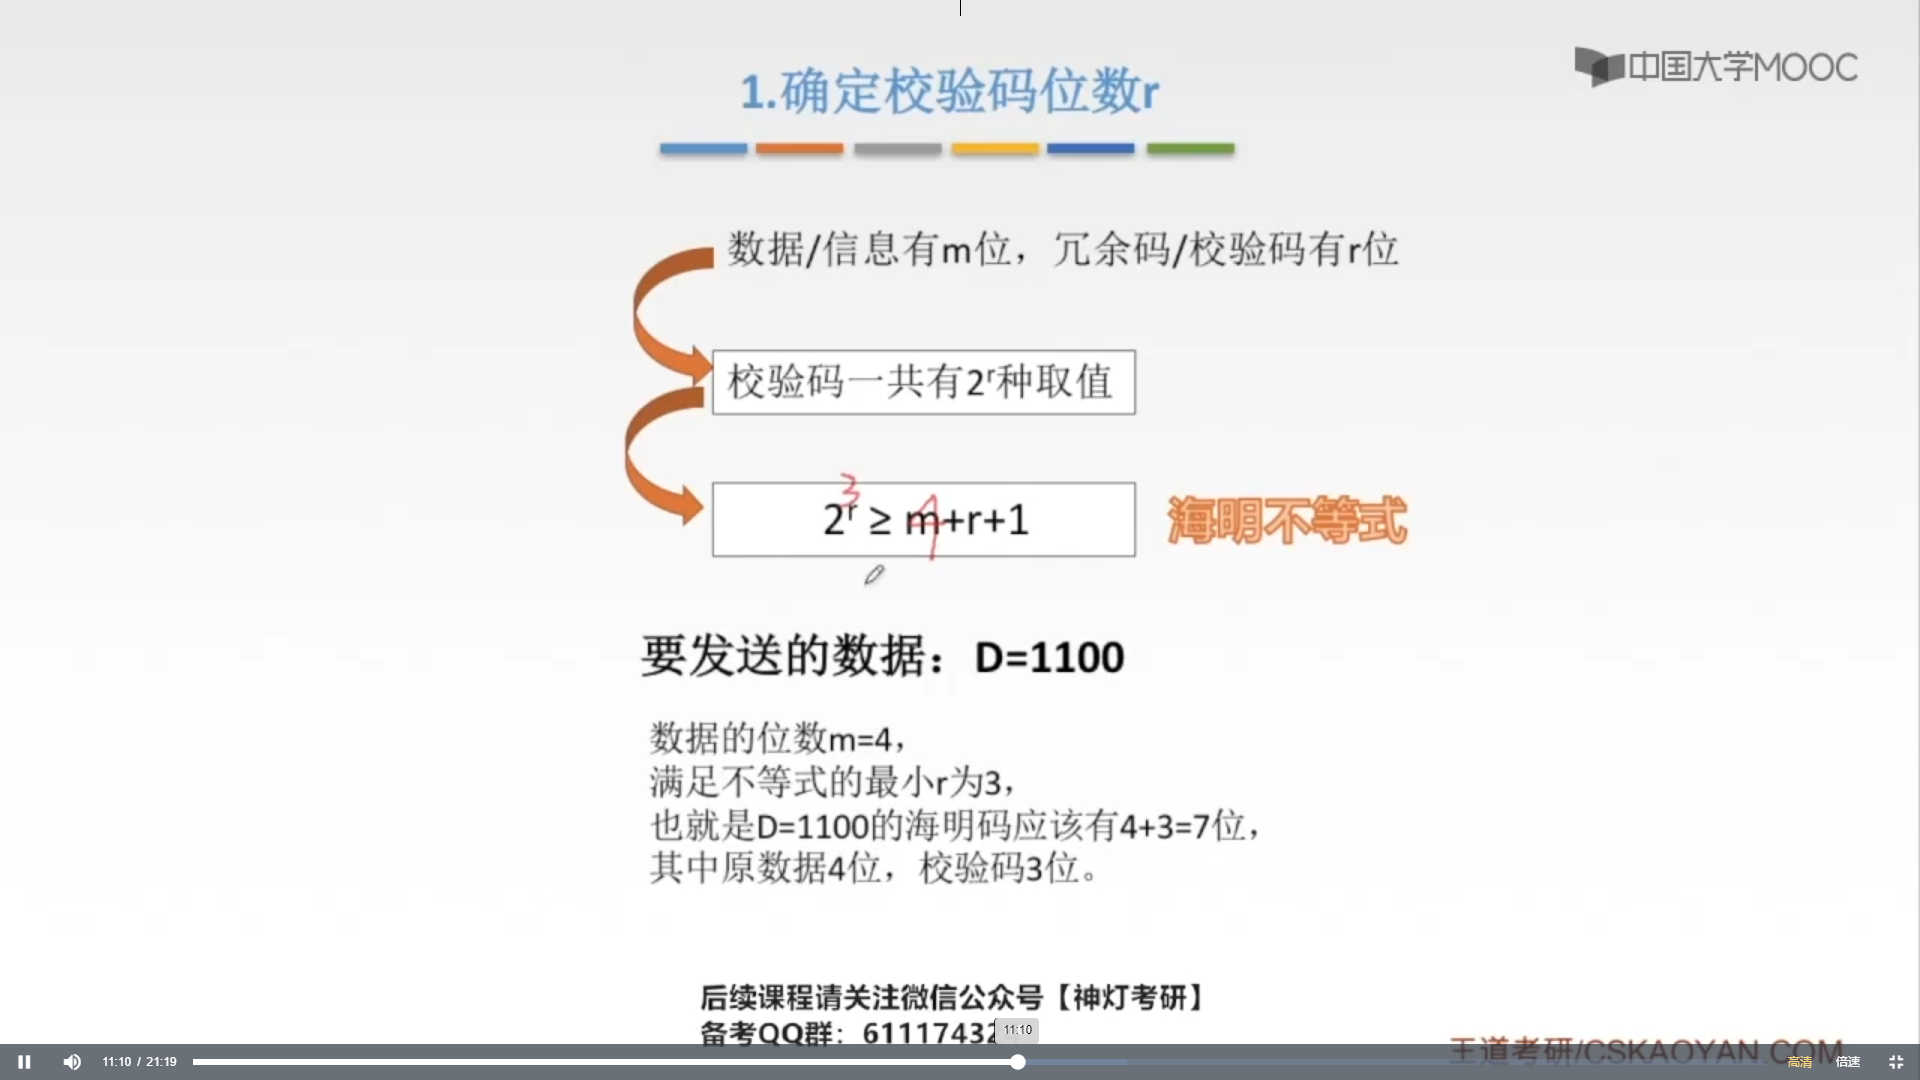 中国大学MOOC
1.确定校验码位数r
数据/信息有m位，冗余码/校验码有r位
校验码一共有2ʳ种取值
3
2ʳ ≥ m+r+1
4
海明不等式
要发送的数据：D=1100
数据的位数m=4，
满足不等式的最小r为3，
也就是D=1100的海明码应该有4+3=7位，
其中原数据4位，校验码3位。
后续课程请关注微信公众号【神灯考研】
备考QQ群：61117432
11:10
王道考研/CSKAOYAN.COM
11:10 / 21:19
高清
倍速